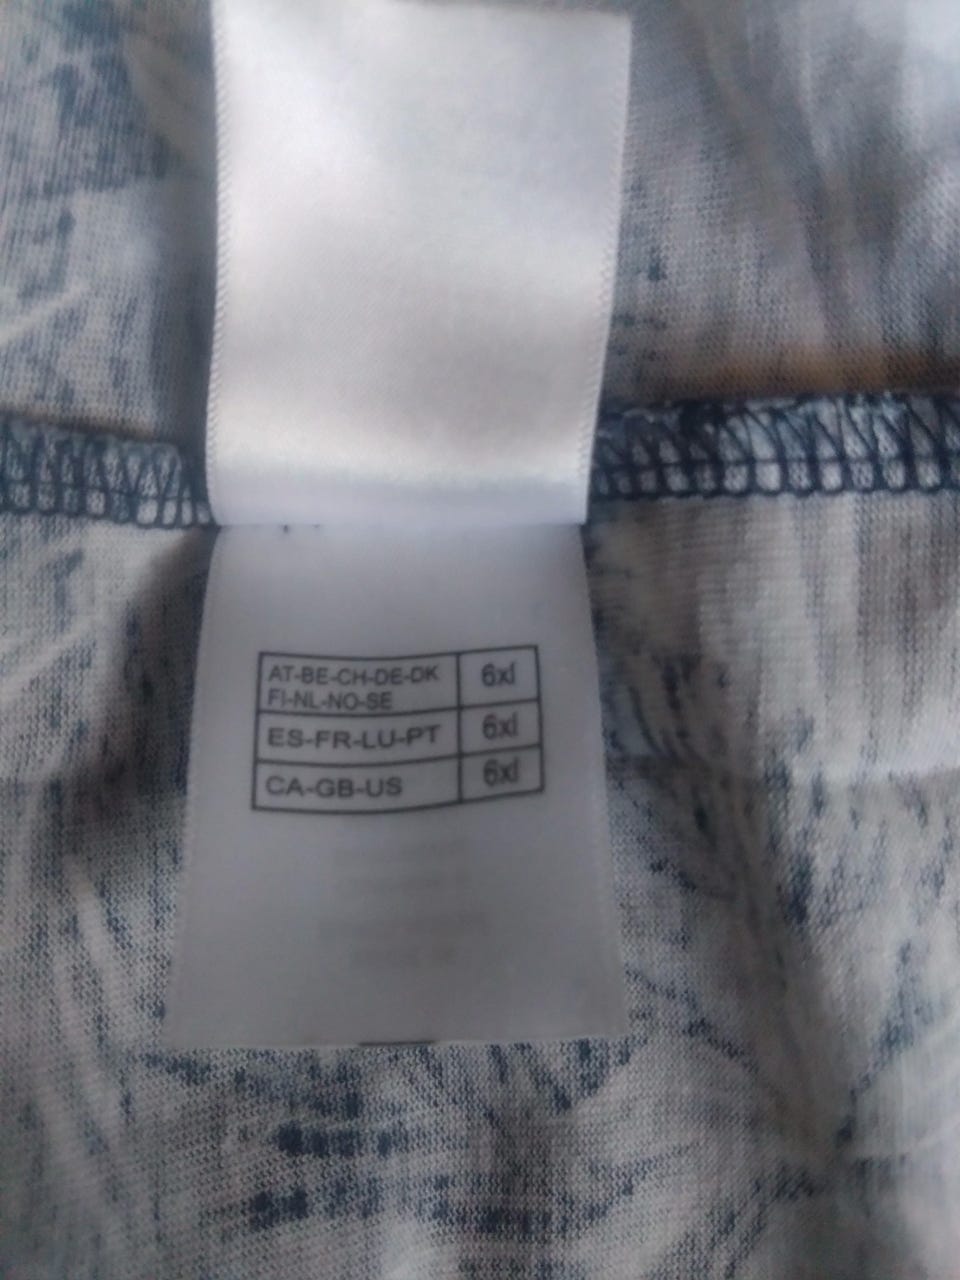 AT-BE-CH-DE-DK 6xl
FI-NL-NO-SE
ES-FR-LU-PT 6xl
CA-GB-US 6xl